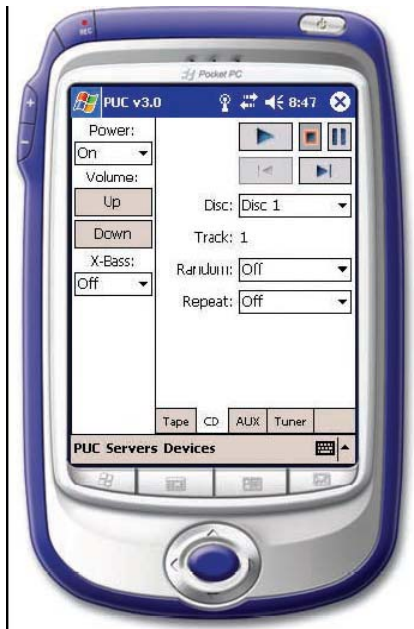 REC
Pocket PC
PUC v3.0 8:47
Power:
On
Volume:
Up
Down
X-Bass:
Off
Disc: Disc 1
Track: 1
Random: Off
Repeat: Off
Tape CD AUX Tuner
PUC Servers Devices
+
-